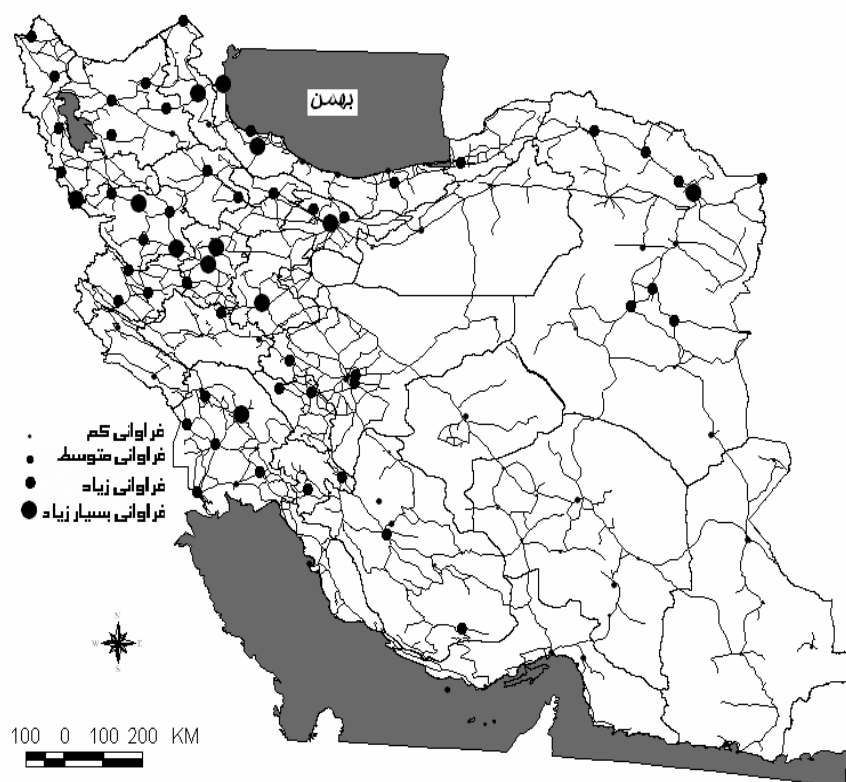 بهمن
فراوانی کم
فراوانی متوسط
فراوانی زیاد
فراوانی بسیار زیاد
N
W E
S
100 0 100 200 KM